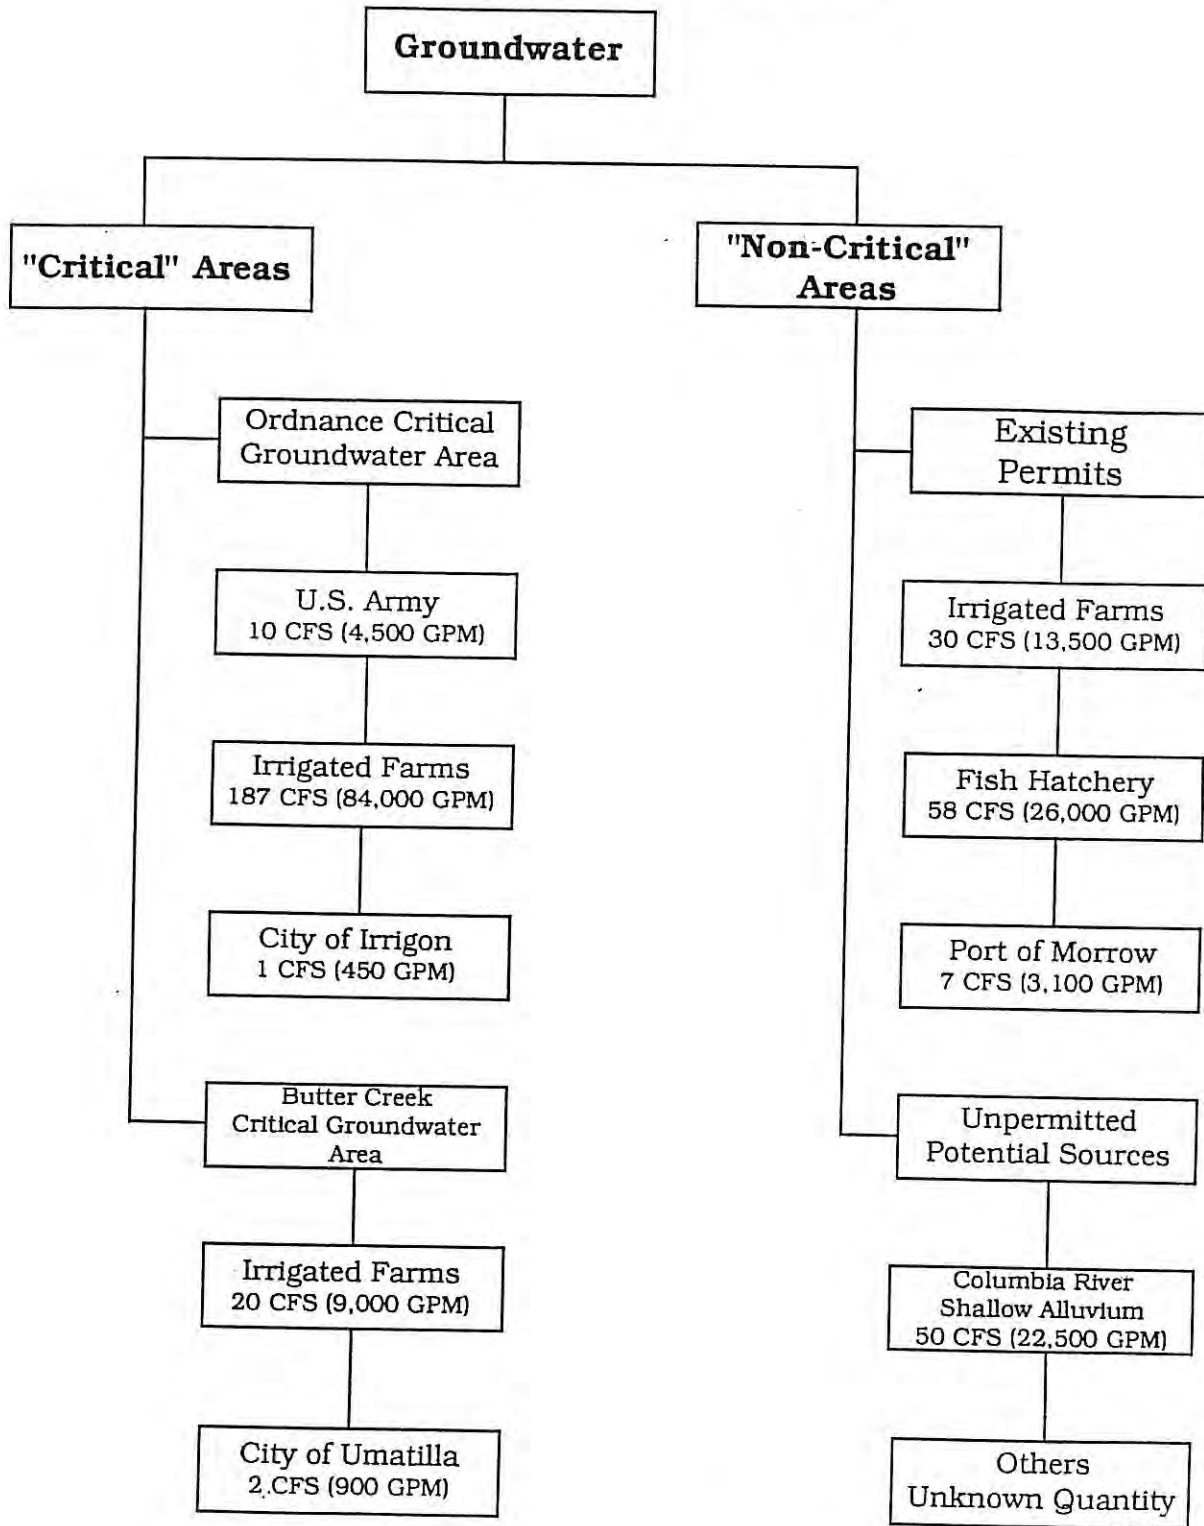 Groundwater
"Critical" Areas
"Non-Critical"
Areas
Ordnance Critical
Groundwater Area
U.S. Army
10 CFS (4,500 GPM)
Irrigated Farms
187 CFS (84,000 GPM)
City of Irrigon
1 CFS (450 GPM)
Butter Creek
Critical Groundwater
Area
Irrigated Farms
20 CFS (9,000 GPM)
City of Umatilla
2 CFS (900 GPM)
Existing
Permits
Irrigated Farms
30 CFS (13,500 GPM)
Fish Hatchery
58 CFS (26,000 GPM)
Port of Morrow
7 CFS (3,100 GPM)
Unpermitted
Potential Sources
Columbia River
Shallow Alluvium
50 CFS (22,500 GPM)
Others
Unknown Quantity